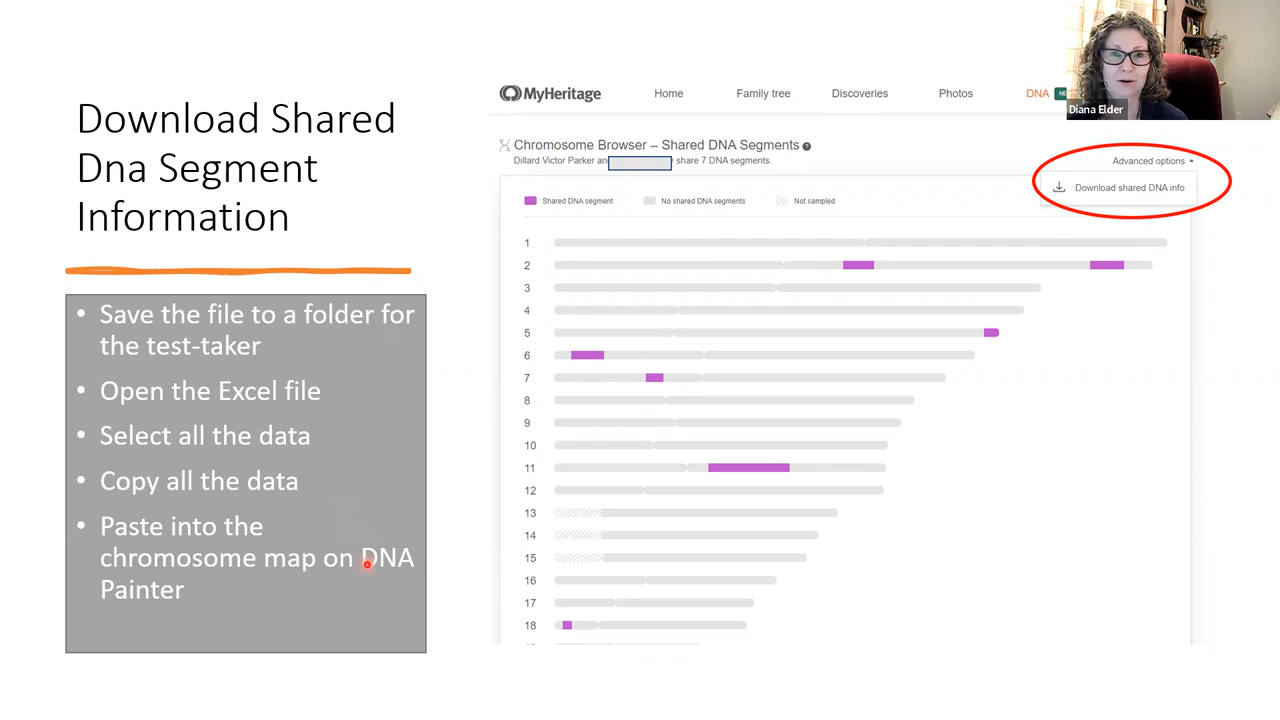 Download Shared
Dna Segment
Information
• Save the file to a folder for
the test-taker
• Open the Excel file
• Select all the data
• Copy all the data
• Paste into the
chromosome map on DNA
Painter
MyHeritage
Home Family tree Discoveries Photos DNA
Diana Elder
Chromosome Browser – Shared DNA Segments
Dillard Victor Parker an share 7 DNA segments.
Advanced options
Download shared DNA info
Shared DNA segment No shared DNA segments Not sampled
1
2
3
4
5
6
7
8
9
10
11
12
13
14
15
16
17
18